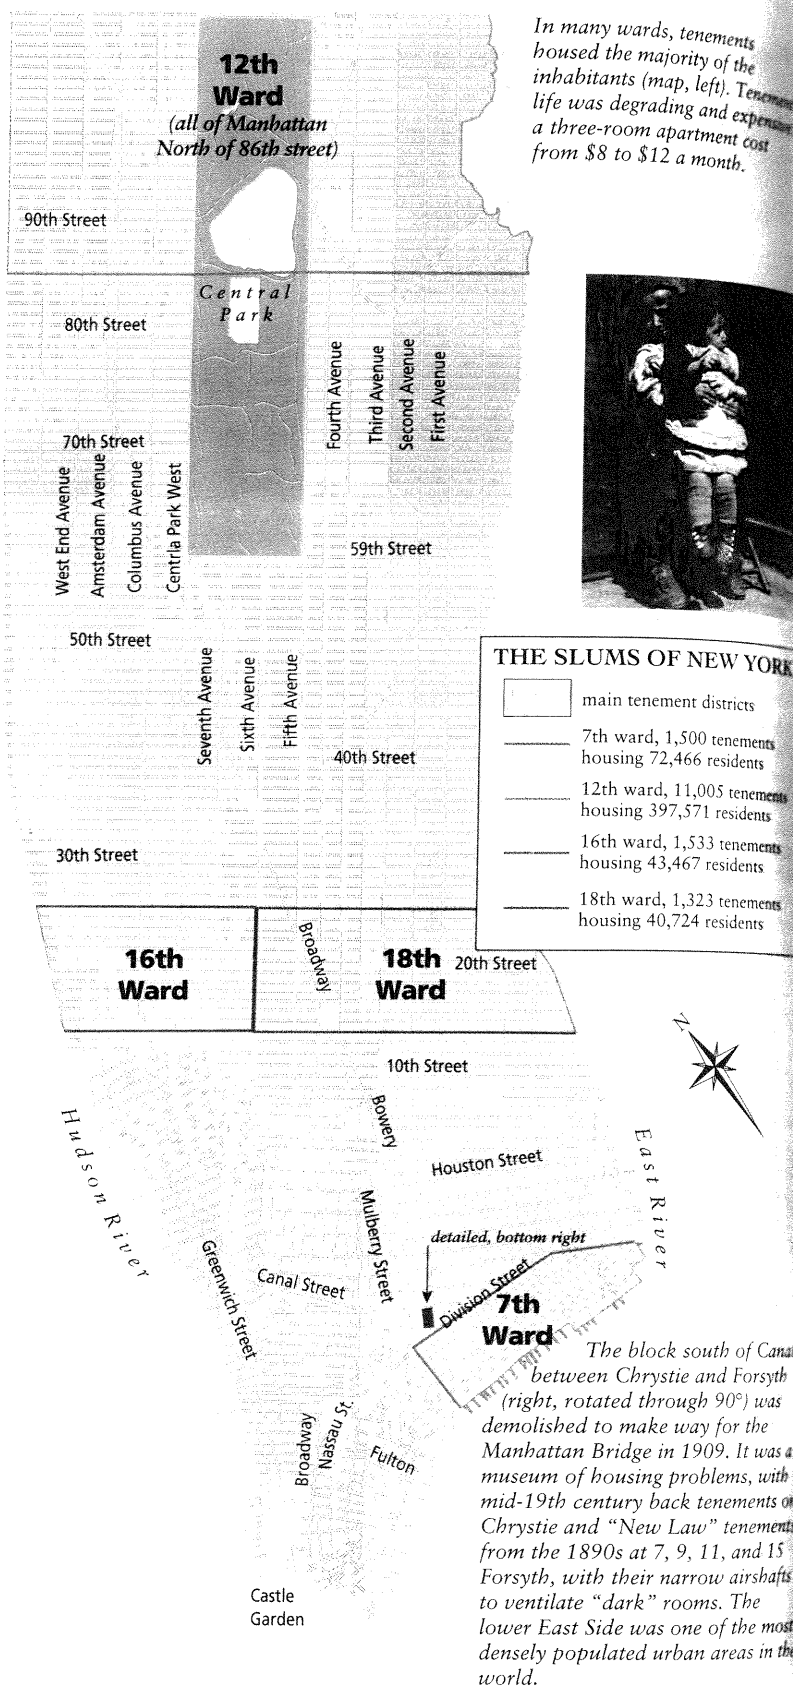 In many wards, tenements
housed the majority of the
inhabitants (map, left). Tenement
life was degrading and expensive
a three-room apartment cost
from $8 to $12 a month.
12th
Ward
(all of Manhattan
North of 86th street)
90th Street
Central
Park
80th Street
Fourth Avenue
Third Avenue
Second Avenue
First Avenue
70th Street
West End Avenue
Amsterdam Avenue
Columbus Avenue
Centrla Park West
59th Street
50th Street
Seventh Avenue
Sixth Avenue
Fifth Avenue
40th Street
30th Street
THE SLUMS OF NEW YORK
main tenement districts
7th ward, 1,500 tenements
housing 72,466 residents
12th ward, 11,005 tenements
housing 397,571 residents
16th ward, 1,533 tenements
housing 43,467 residents
18th ward, 1,323 tenements
housing 40,724 residents
16th
Ward
Broadway
18th
Ward
20th Street
N
10th Street
Bowery
Hudson River
Houston Street
East River
Mulberry Street
detailed, bottom right
Greenwich Street
Canal Street
Division Street
7th
Ward
Broadway
Nassau St.
Fulton
Castle
Garden
The block south of Canal
between Chrystie and Forsyth
(right, rotated through 90°) was
demolished to make way for the
Manhattan Bridge in 1909. It was a
museum of housing problems, with
mid-19th century back tenements on
Chrystie and “New Law” tenements
from the 1890s at 7, 9, 11, and 15
Forsyth, with their narrow airshafts
to ventilate “dark” rooms. The
lower East Side was one of the most
densely populated urban areas in the
world.